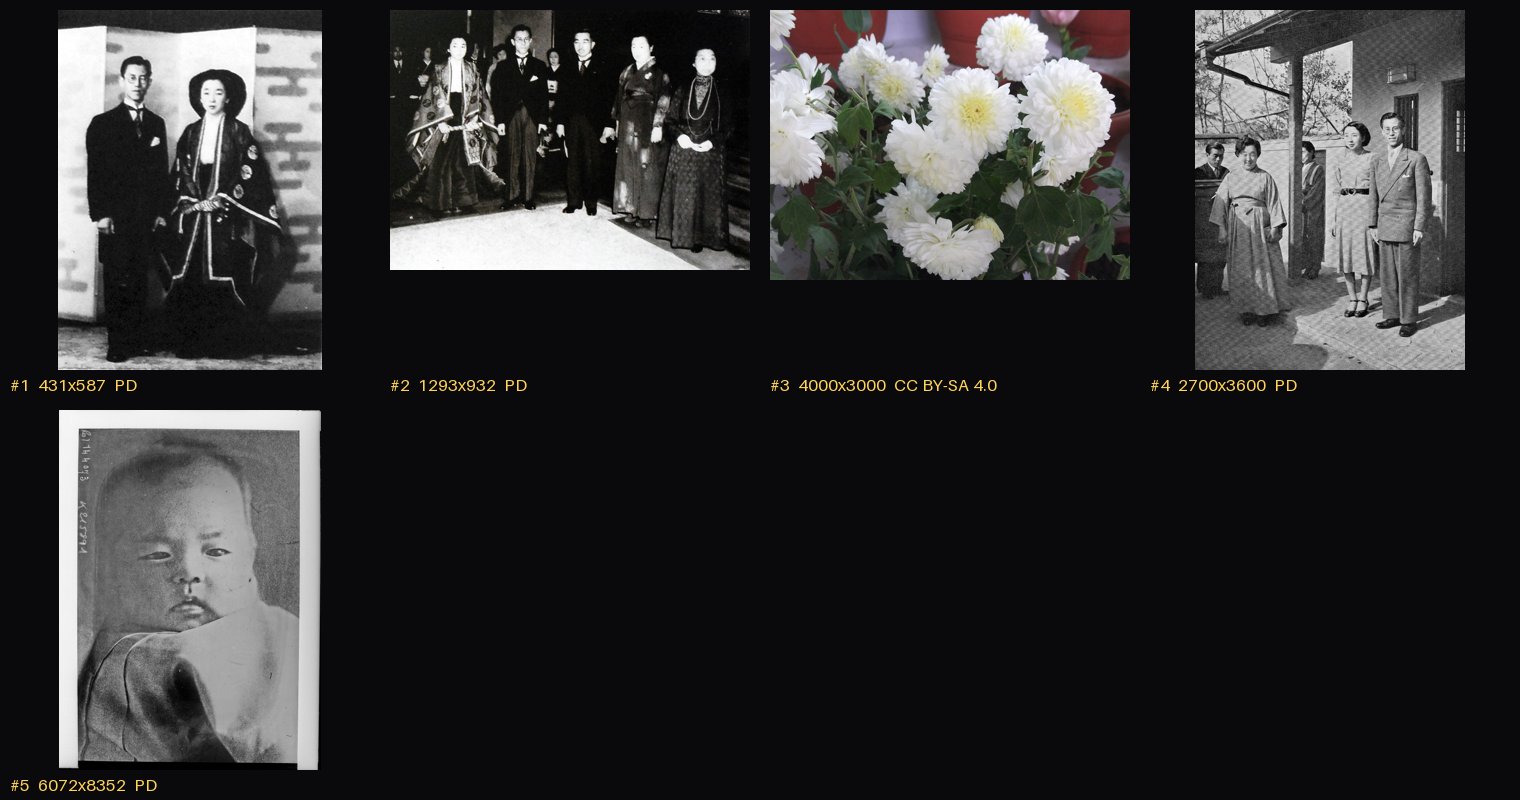 #1 431x587 PD
#2 1293x932 PD
#3 4000x3000 CC BY-SA 4.0
#4 2700x3600 PD
#5 6072x8352 PD